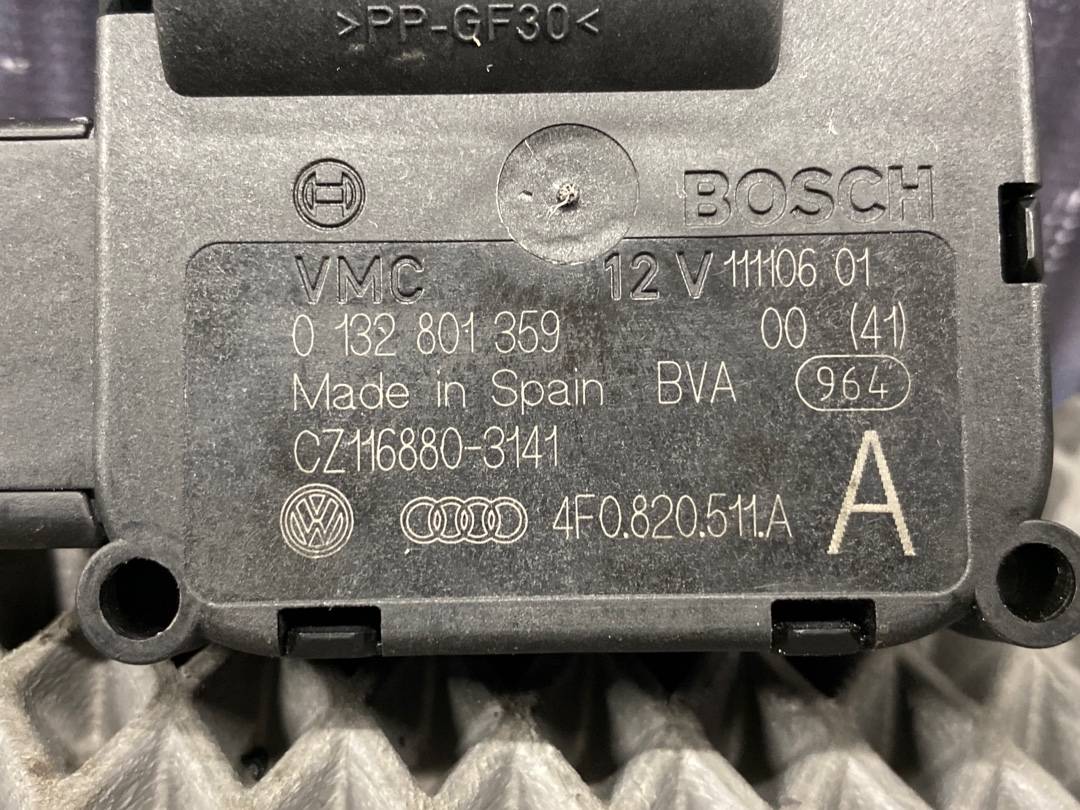 >PP-GF30<
BOSCH
VMC 12 V 111106 01
0 132 801 359 00 (41)
Made in Spain BVA 964
CZ116880-3141
4F0.820.511.A A